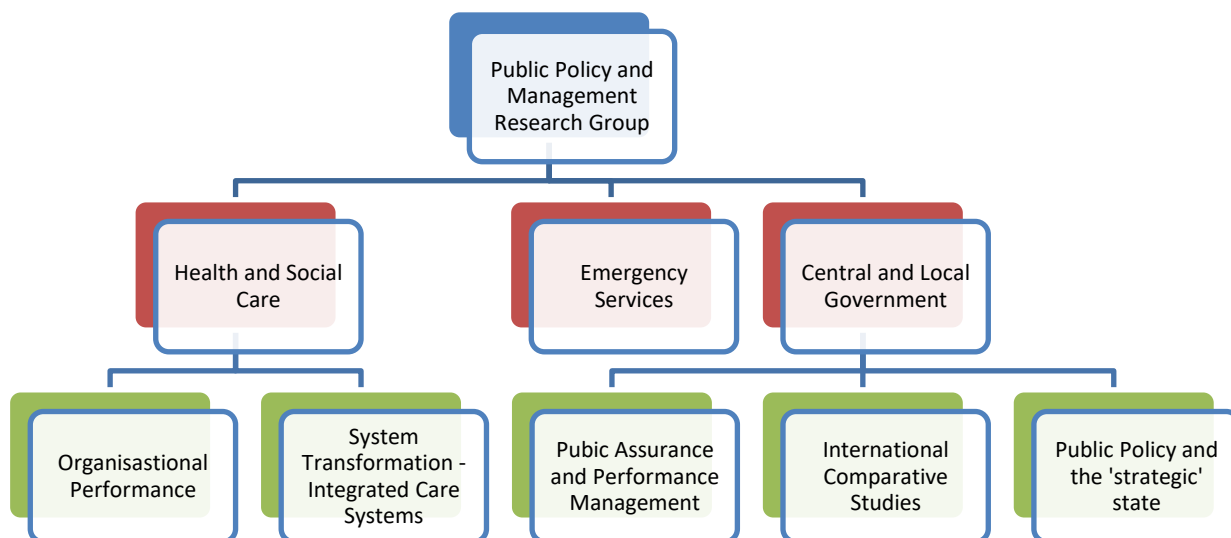 Public Policy and
Management
Research Group
Health and Social
Care
Emergency
Services
Central and Local
Government
Organisastional
Performance
System
Transformation -
Integrated Care
Systems
Pubic Assurance
and Performance
Management
International
Comparative
Studies
Public Policy and
the 'strategic'
state